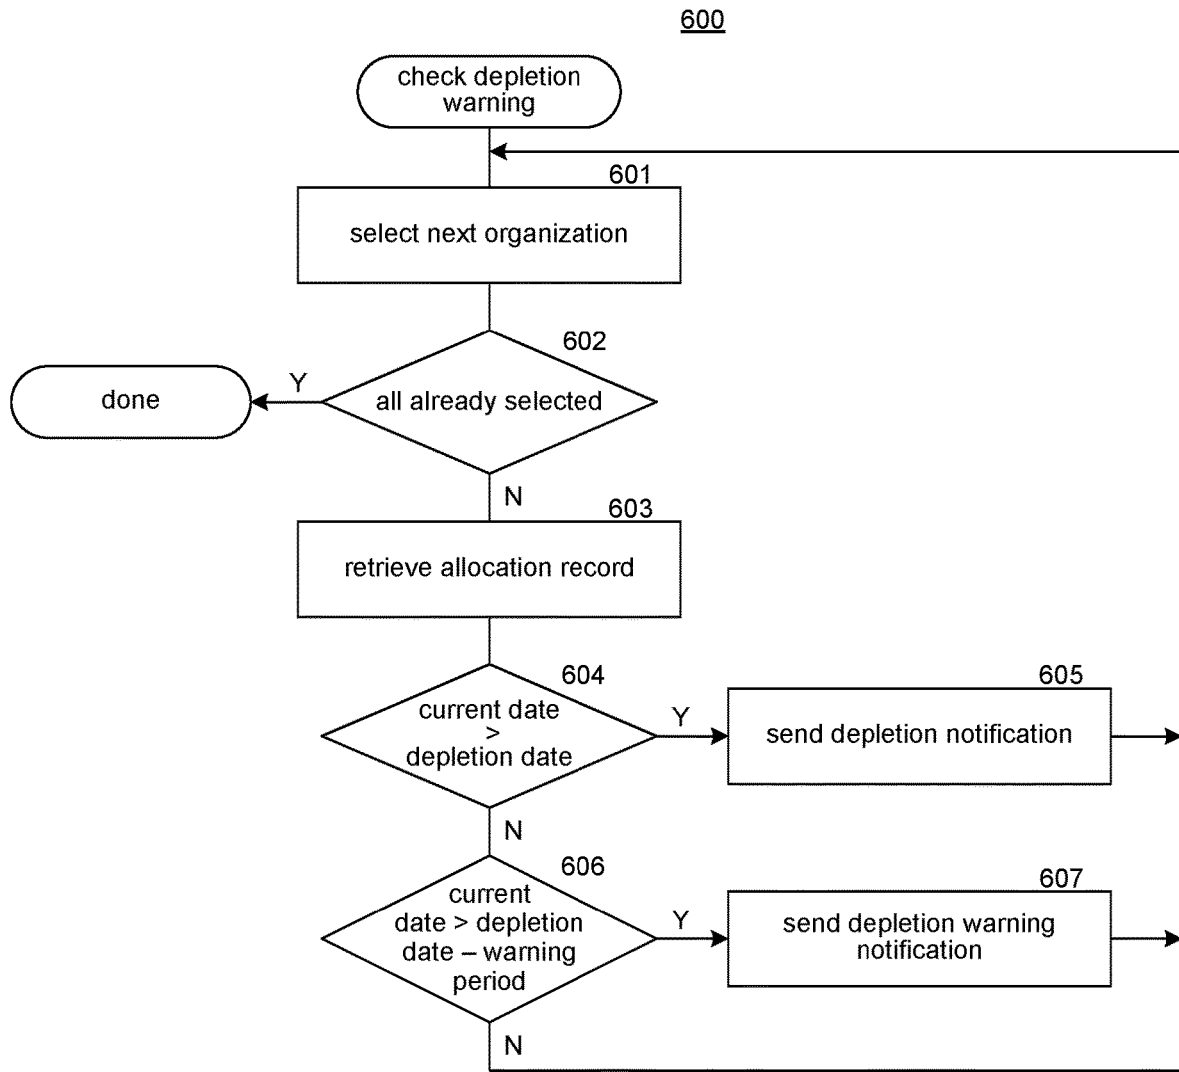 600
check depletion
warning
601
select next organization
602
all already selected
Y
done
N
603
retrieve allocation record
604
current date
>
depletion date
Y
605
send depletion notification
N
606
current
date > depletion
date – warning
period
Y
607
send depletion warning
notification
N